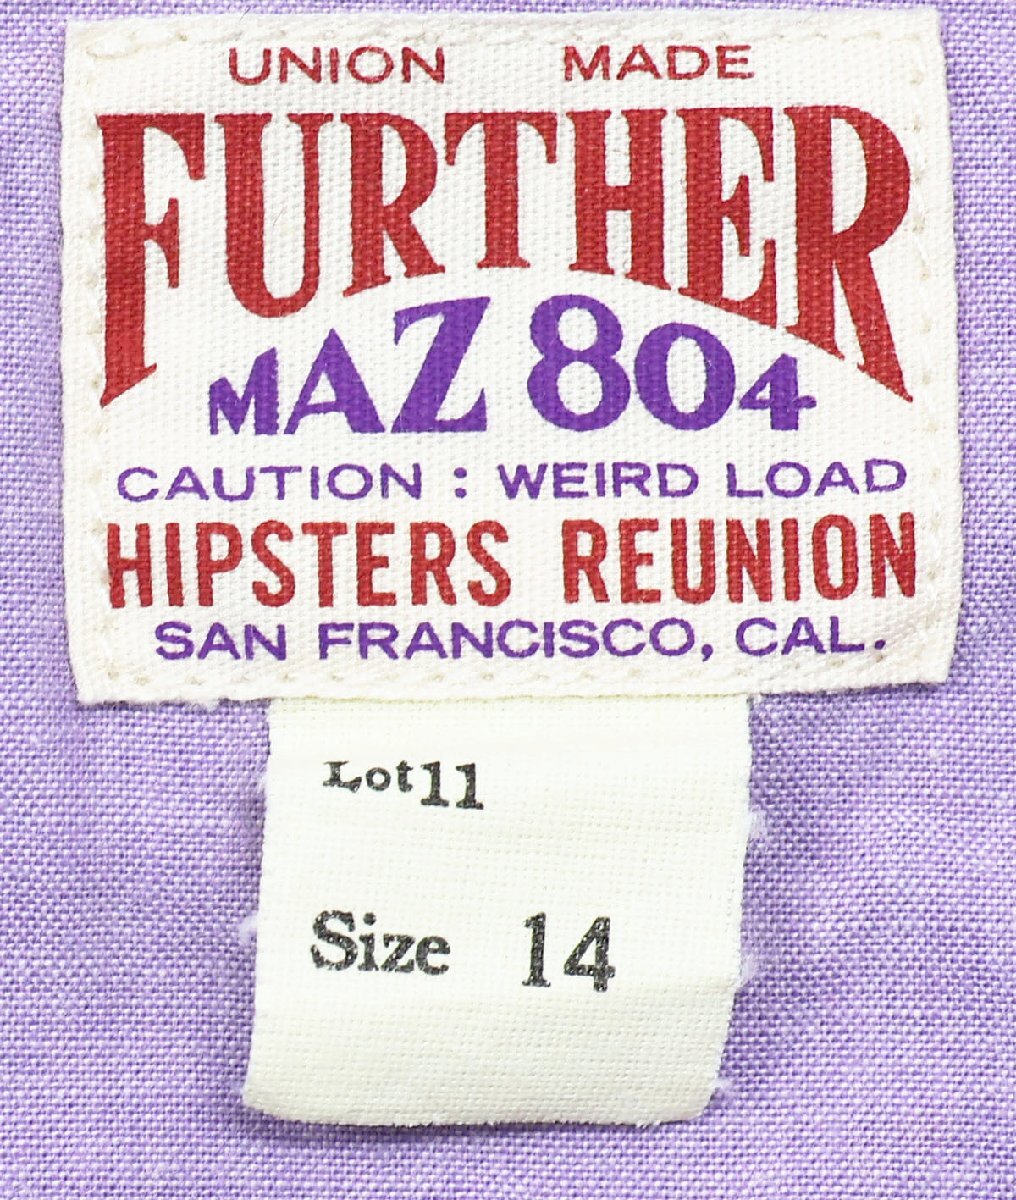 UNION MADE
FURTHER
MAZ 804
CAUTION : WEIRD LOAD
HIPSTERS REUNION
SAN FRANCISCO, CAL.
Lot 11
Size 14